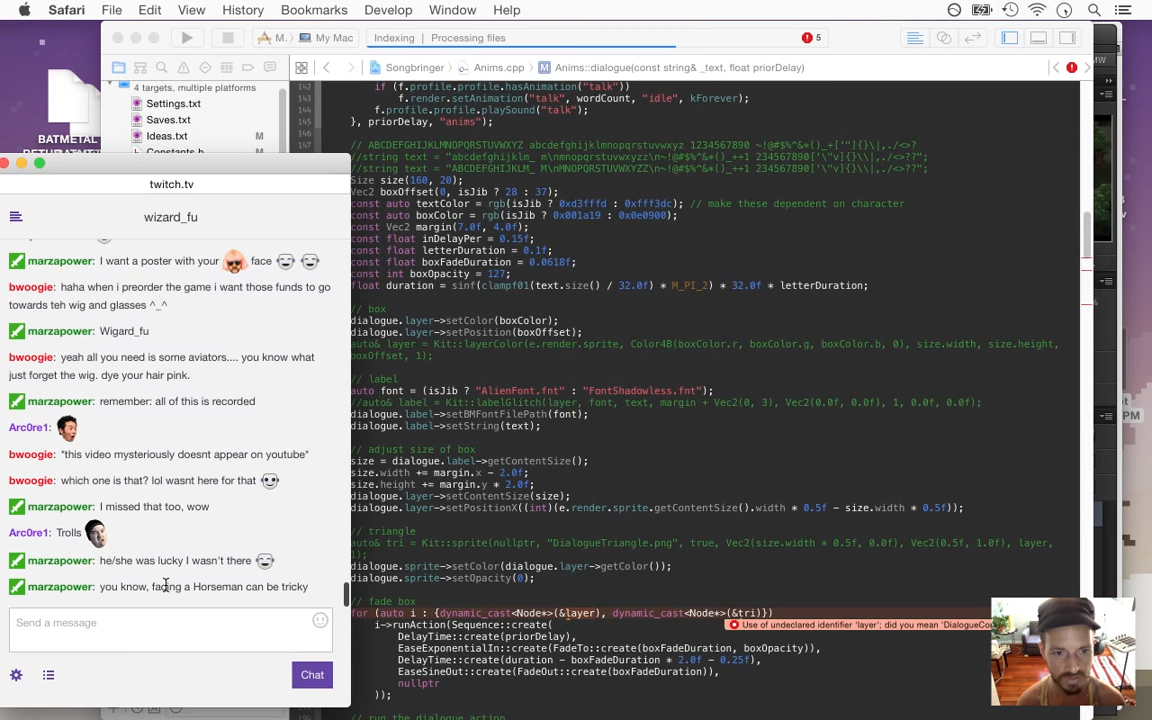 Safari File Edit View History Bookmarks Develop Window Help
M. My Mac
Indexing | Processing files
5
Songbringer Anims.cpp M Anims::dialogue(const string& _text, float priorDelay)
4 targets, multiple platforms
Settings.txt
Saves.txt
Ideas.txt M
Constants.h
BATMETAL
twitch.tv
wizard_fu
marzapower: I want a poster with your face
bwoogie: haha when i preorder the game i want those funds to go
towards teh wig and glasses ^_^
marzapower: Wigard_fu
bwoogie: yeah all you need is some aviators.... you know what
just forget the wig. dye your hair pink.
marzapower: remember: all of this is recorded
Arc0re1:
bwoogie: "this video mysteriously doesnt appear on youtube"
bwoogie: which one is that? lol wasnt here for that
marzapower: I missed that too, wow
Arc0re1: Trolls
marzapower: he/she was lucky I wasn't there
marzapower: you know, facing a Horseman can be tricky
Send a message
Chat
142
if (f.profile.profile.hasAnimation("talk"))
143
f.render.setAnimation("talk", wordCount, "idle", kForever);
144
f.profile.profile.playSound("talk");
145
}, priorDelay, "anims");
146
// ABCDEFGHIJKLMNOPQRSTUVWXYZ abcdefghijklmnopqrstuvwxyz 1234567890 ~!@#$%^&*()_+['"]{}\|,./<>?
//string text = "abcdefghijklm_ m\nmnopqrstuvwxyzz\n~!@#$%^&*()_++1 234567890['\"v]{}\\|,./<>??";
//string text = "ABCDEFGHIJKLM_ M\nMNOPQRSTUVWXYZZ\n~!@#$%^&*()_++1 234567890['\"v]{}\\|,./<>??";
Size size(160, 20);
Vec2 boxOffset(0, isJib ? 28 : 37);
const auto textColor = rgb(isJib ? 0xd3fffd : 0xfff3dc); // make these dependent on character
const auto boxColor = rgb(isJib ? 0x001a19 : 0x0e0900);
const Vec2 margin(7.0f, 4.0f);
const float inDelayPer = 0.15f;
const float letterDuration = 0.1f;
const float boxFadeDuration = 0.0618f;
const int boxOpacity = 127;
float duration = sinf(clampf01(text.size() / 32.0f) * M_PI_2) * 32.0f * letterDuration;
// box
dialogue.layer->setColor(boxColor);
dialogue.layer->setPosition(boxOffset);
auto& layer = Kit::layerColor(e.render.sprite, Color4B(boxColor.r, boxColor.g, boxColor.b, 0), size.width, size.height,
boxOffset, 1);
// label
auto font = (isJib ? "AlienFont.fnt" : "FontShadowless.fnt");
//auto& label = Kit::labelGlitch(layer, font, text, margin + Vec2(0, 3), Vec2(0.0f, 0.0f), 1, 0.0f, 0.0f);
dialogue.label->setBMFontFilePath(font);
dialogue.label->setString(text);
// adjust size of box
size = dialogue.label->getContentSize();
size.width += margin.x - 2.0f;
size.height += margin.y * 2.0f;
dialogue.layer->setContentSize(size);
dialogue.layer->setPositionX((int)(e.render.sprite.getContentSize().width * 0.5f - size.width * 0.5f));
// triangle
auto& tri = Kit::sprite(nullptr, "DialogueTriangle.png", true, Vec2(size.width * 0.5f, 0.0f), Vec2(0.5f, 1.0f), layer,
1);
dialogue.sprite->setColor(dialogue.layer->getColor());
dialogue.sprite->setOpacity(0);
// fade box
for (auto i : {dynamic_cast<Node*>(&layer), dynamic_cast<Node*>(&tri)})
Use of undeclared identifier 'layer'; did you mean 'DialogueCom
i->runAction(Sequence::create(
DelayTime::create(priorDelay),
EaseExponentialIn::create(FadeTo::create(boxFadeDuration, boxOpacity)),
DelayTime::create(duration - boxFadeDuration * 2.0f - 0.25f),
EaseSineOut::create(FadeOut::create(boxFadeDuration)),
nullptr
));
// run the dialogue action